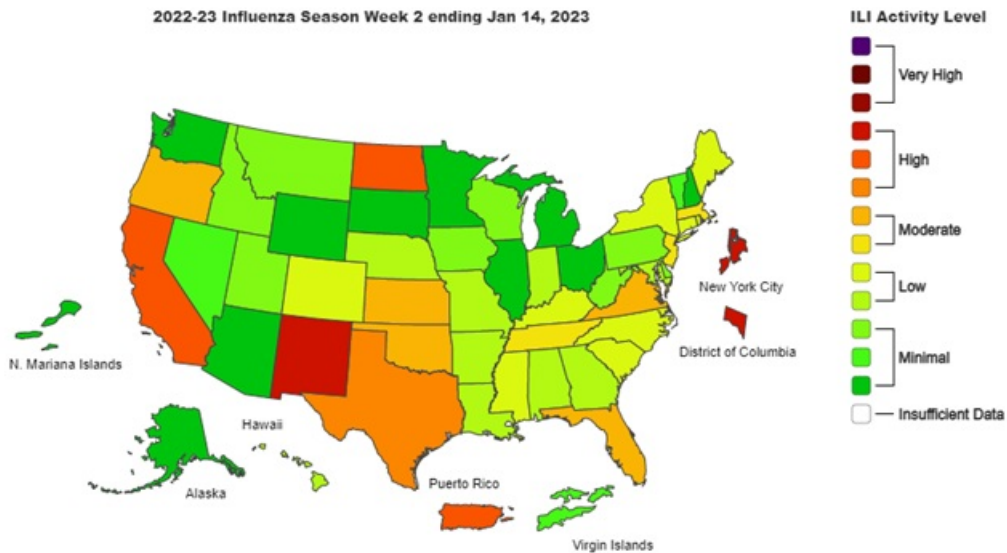 2022-23 Influenza Season Week 2 ending Jan 14, 2023
ILI Activity Level
Very High
High
Moderate
Low
Minimal
Insufficient Data
New York City
District of Columbia
N. Mariana Islands
Hawaii
Alaska
Puerto Rico
Virgin Islands